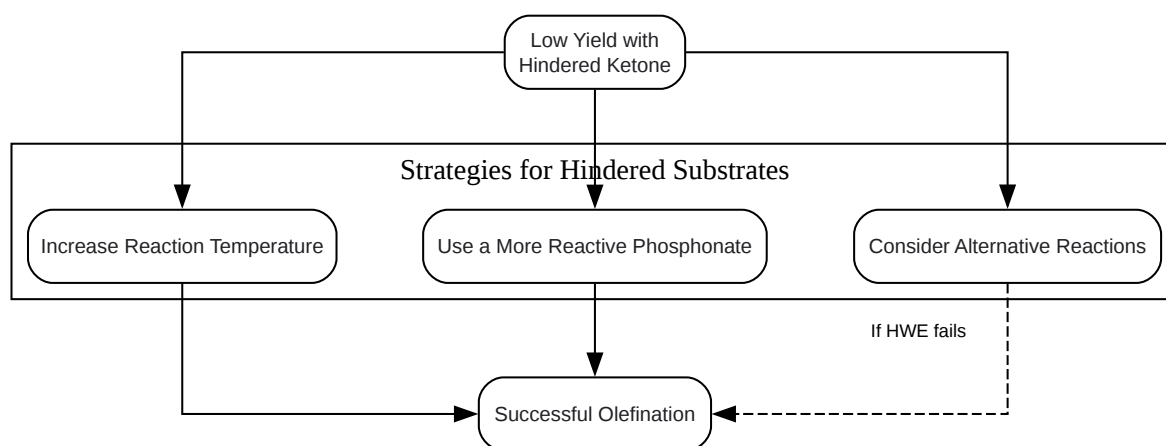 Low Yield with
Hindered Ketone
Strategies for Hindered Substrates
Increase Reaction Temperature
Use a More Reactive Phosphonate
Consider Alternative Reactions
If HWE fails
Successful Olefination